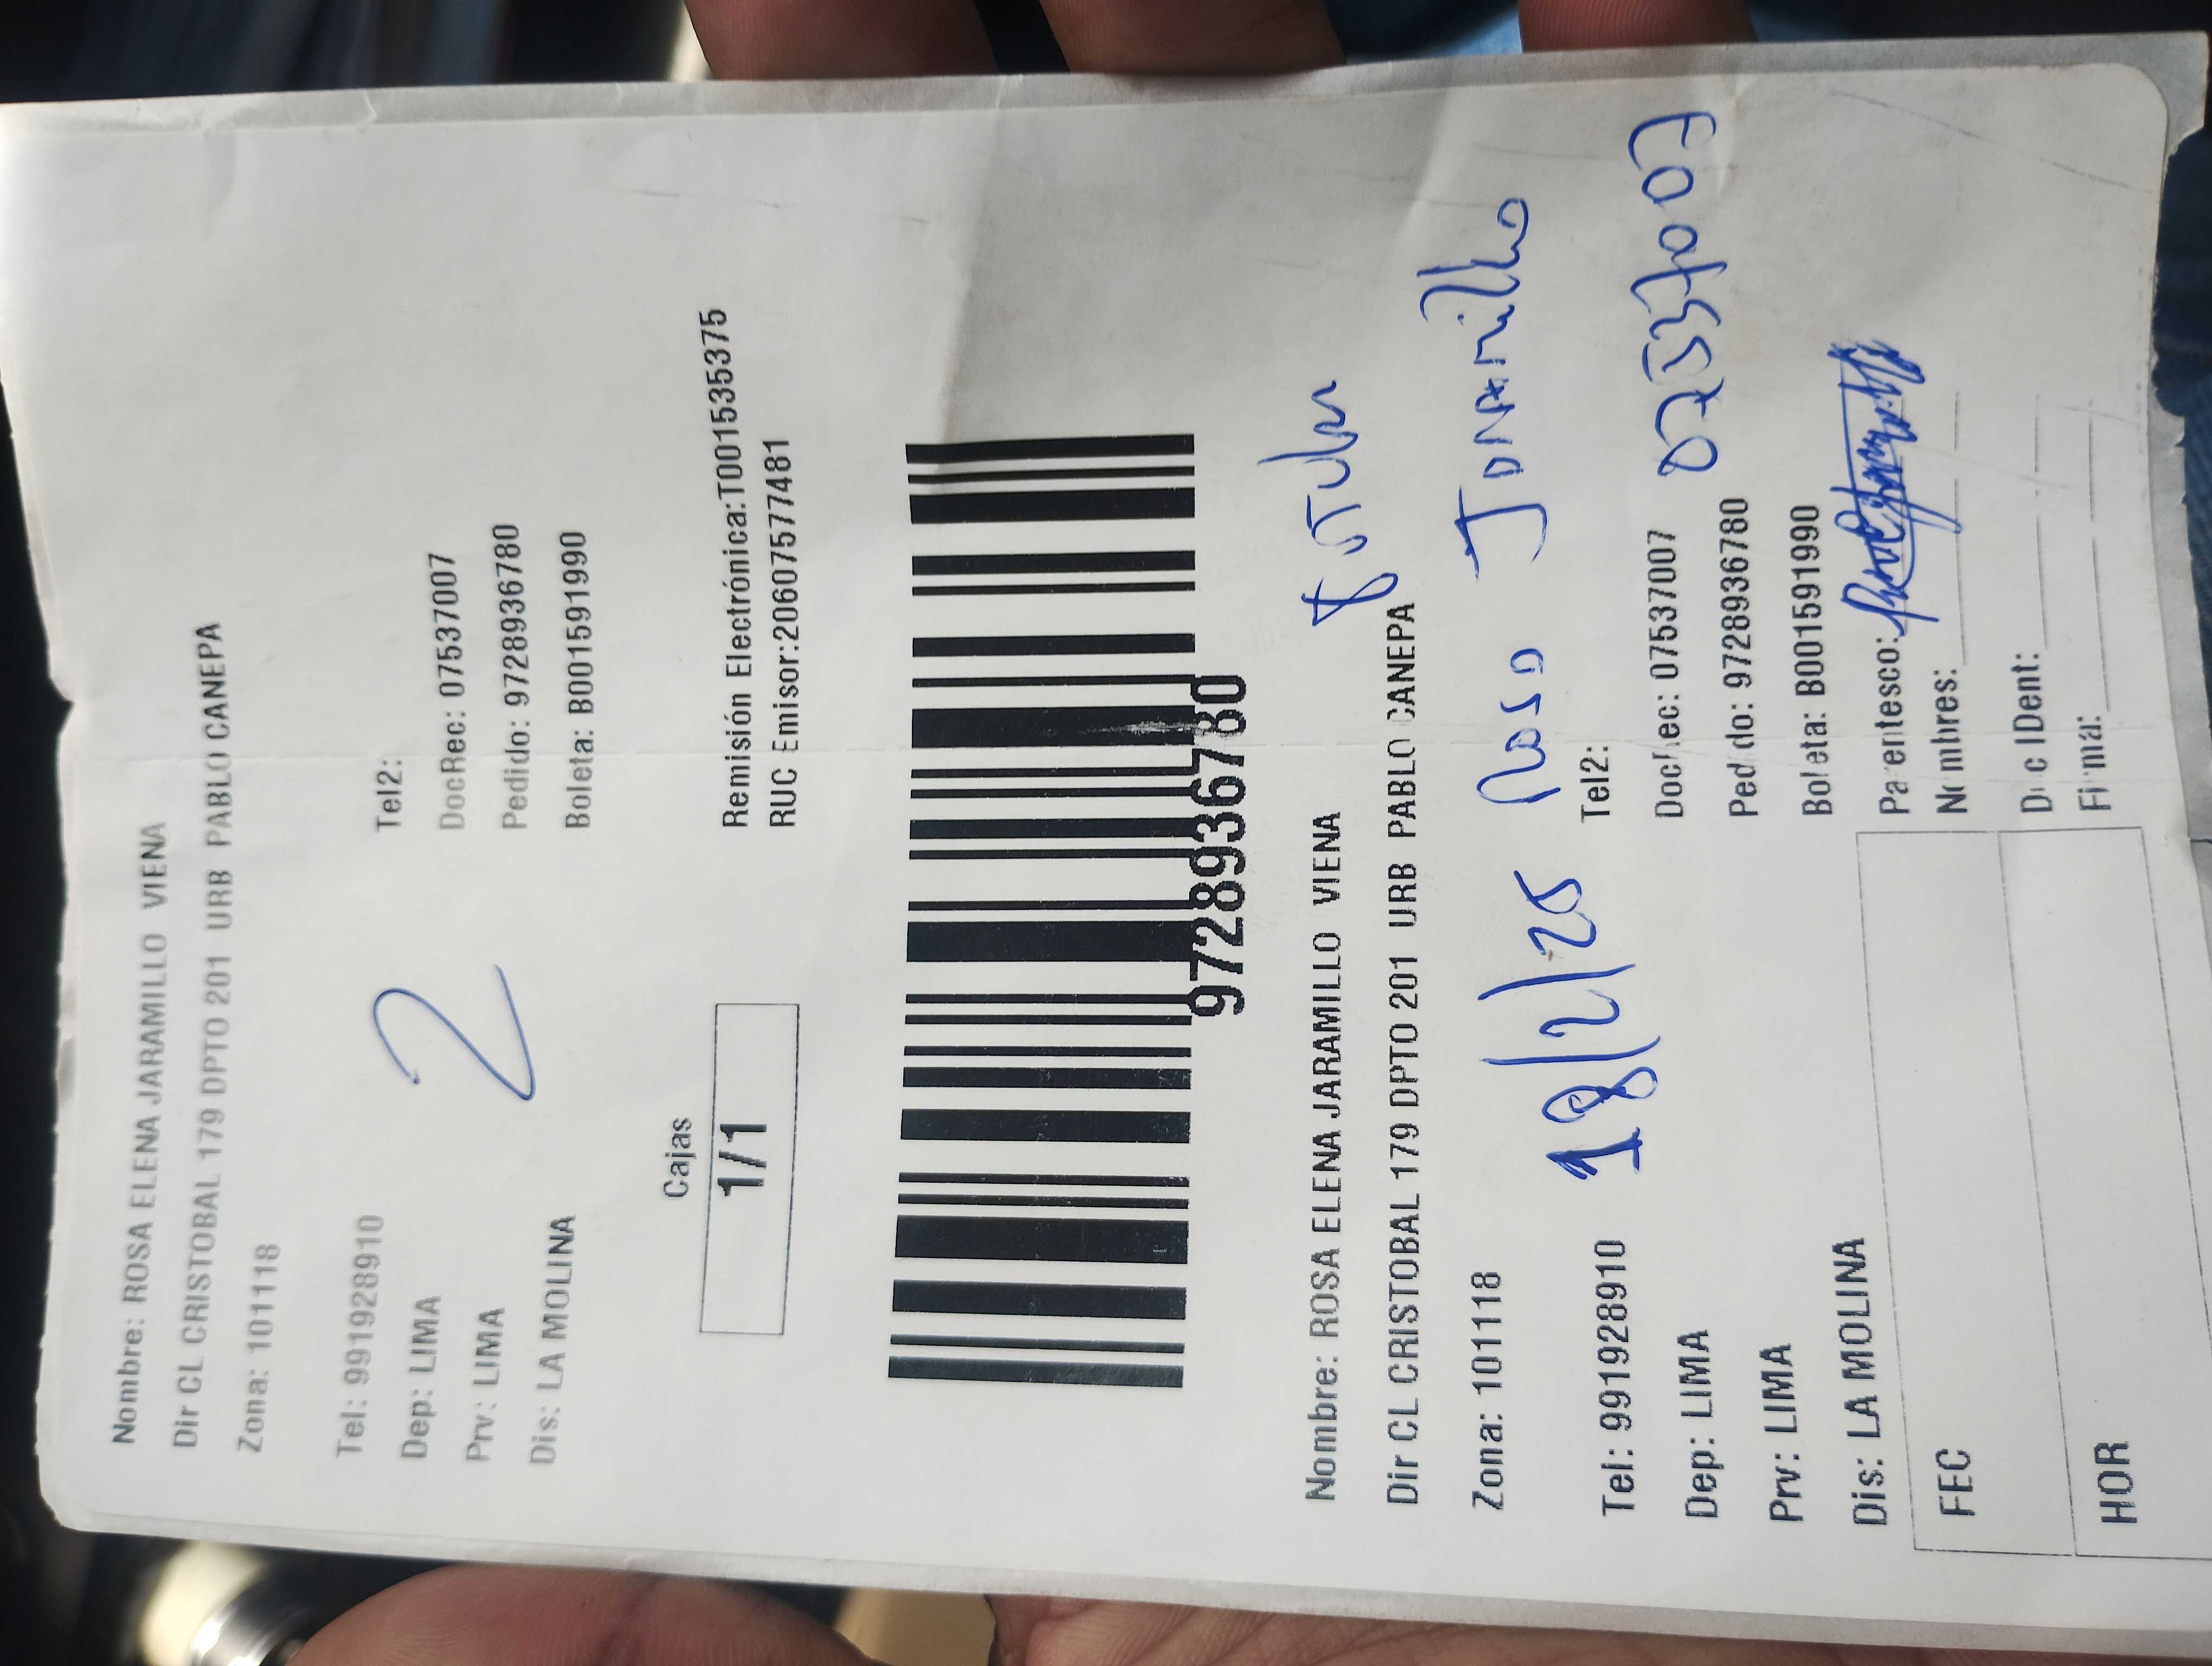 Nombre: ROSA ELENA JARAMILLO VIENA
Dir CL CRISTOBAL 179 DPTO 201 URB PABLO CANEPA
Zona: 101118
Tel: 991928910 Tel2:
Dep: LIMA DocRec: 07537007
Prv: LIMA Pedido: 9728936780
Dis: LA MOLINA Boleta: B001591990
2
Cajas
1/1
Remisión Electrónica:T001535375
RUC Emisor:20607577481
9728936780
Nombre: ROSA ELENA JARAMILLO VIENA
Dir CL CRISTOBAL 179 DPTO 201 URB PABLO CANEPA
Zona: 101118
Rosa Jaramillo
18/2/25
07537007
Tel: 991928910 Tel2:
Dep: LIMA DocRec: 07537007
Prv: LIMA Pedido: 9728936780
Dis: LA MOLINA Boleta: B001591990
Parentesco:
FEC Nombres:
Doc IDent:
HOR Firma: